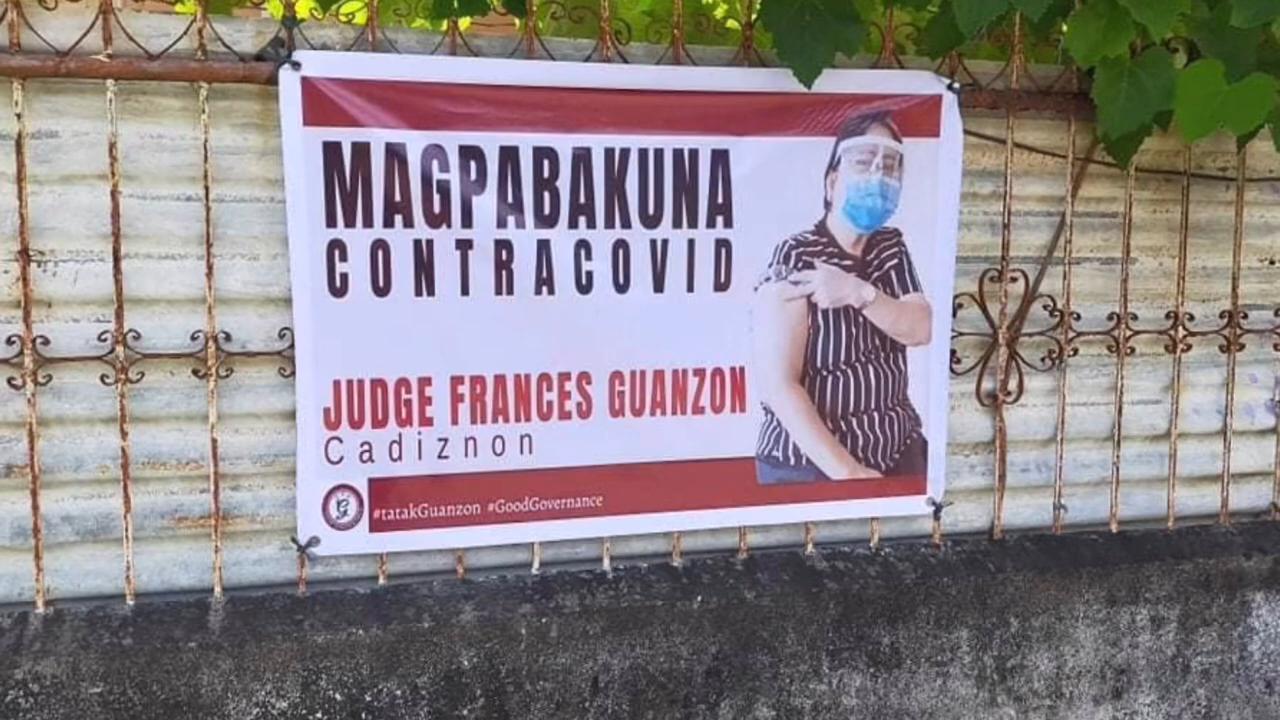 MAGPABAKUNA
CONTRACOVID
JUDGE FRANCES GUANZON
Cadiznon
#tatakGuanzon #GoodGovernance